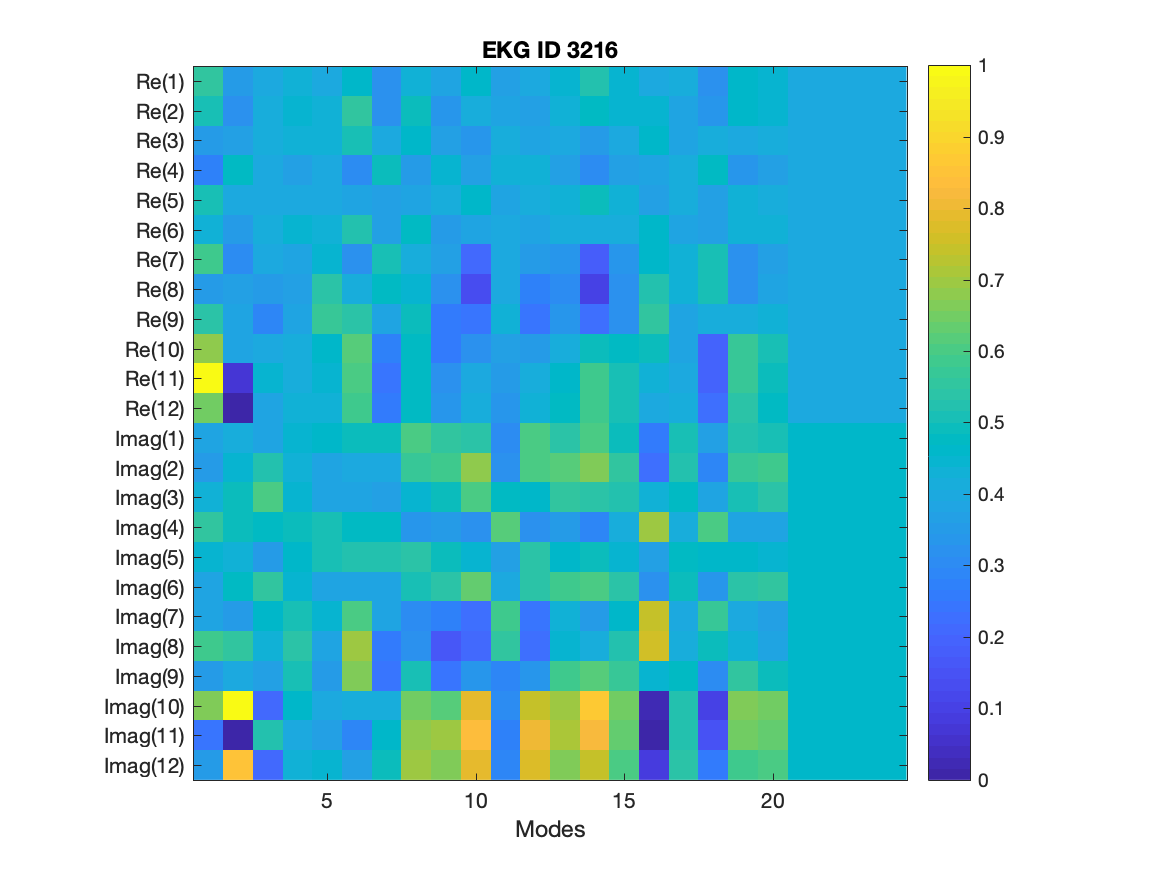 EKG ID 3216
Re(1)
Re(2)
Re(3)
Re(4)
Re(5)
Re(6)
Re(7)
Re(8)
Re(9)
Re(10)
Re(11)
Re(12)
Imag(1)
Imag(2)
Imag(3)
Imag(4)
Imag(5)
Imag(6)
Imag(7)
Imag(8)
Imag(9)
Imag(10)
Imag(11)
Imag(12)
5 10 15 20
Modes
1
0.9
0.8
0.7
0.6
0.5
0.4
0.3
0.2
0.1
0